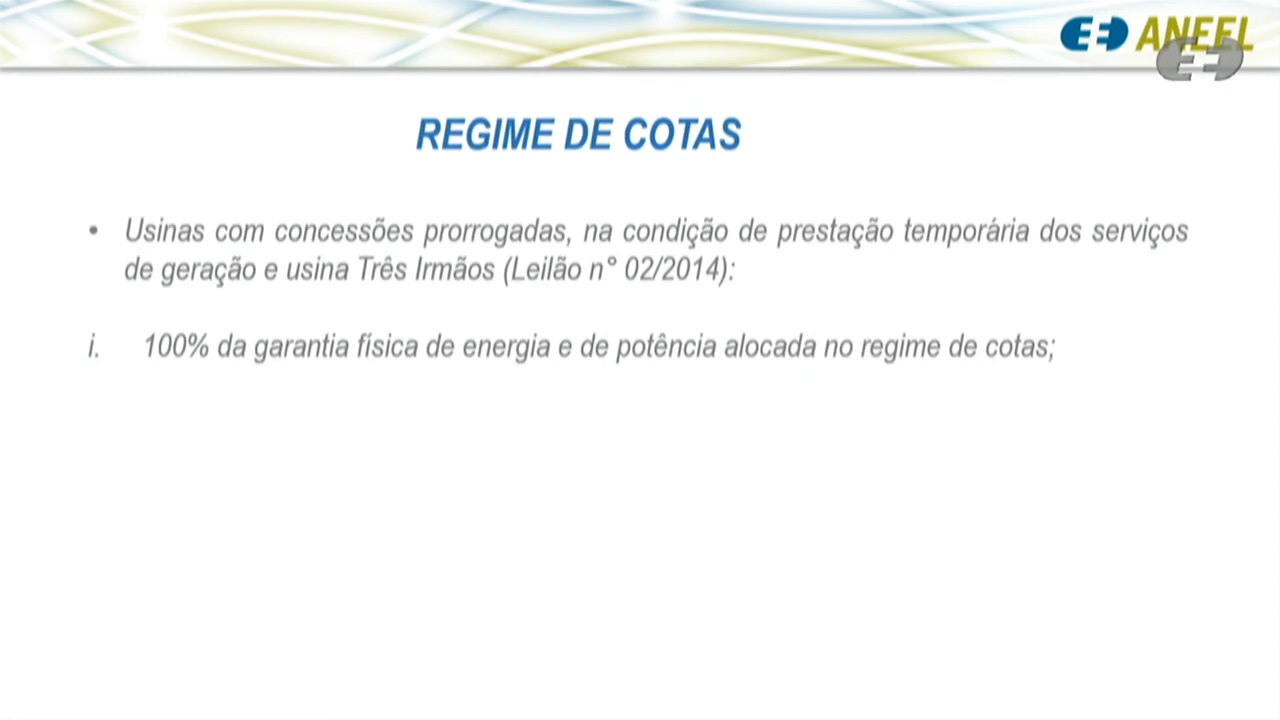 ANEEL
REGIME DE COTAS
• Usinas com concessões prorrogadas, na condição de prestação temporária dos serviços
de geração e usina Três Irmãos (Leilão n° 02/2014):
i. 100% da garantia física de energia e de potência alocada no regime de cotas;